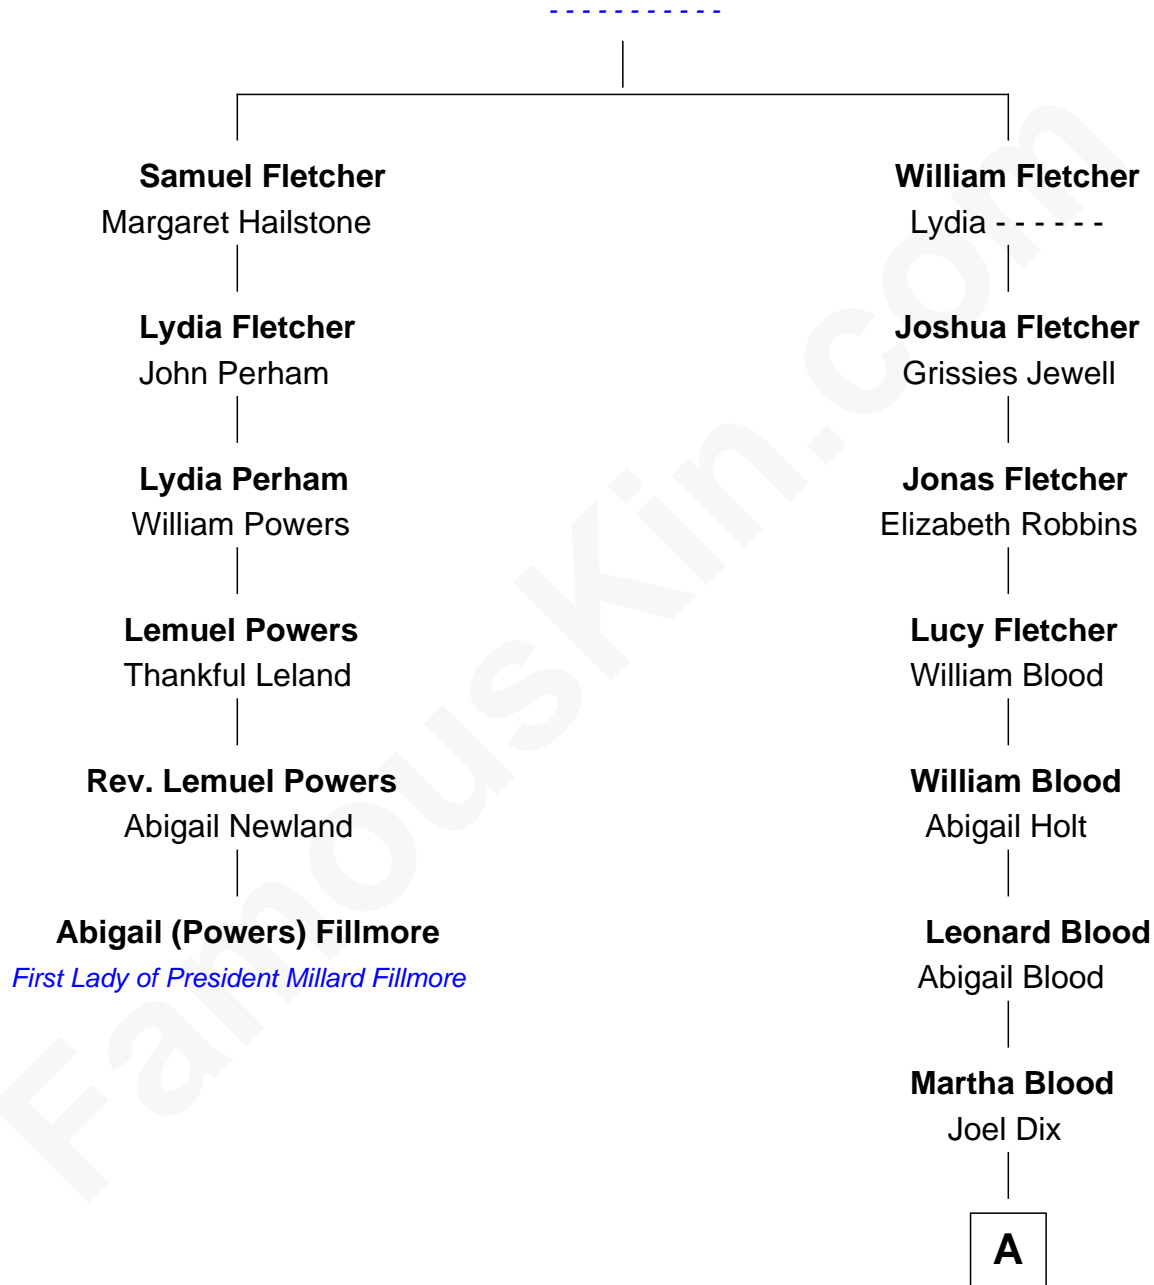 - - - - - - - - - - -
Samuel Fletcher
Margaret Hailstone
Lydia Fletcher
John Perham
Lydia Perham
William Powers
Lemuel Powers
Thankful Leland
Rev. Lemuel Powers
Abigail Newland
Abigail (Powers) Fillmore
First Lady of President Millard Fillmore
William Fletcher
Lydia - - - - - -
Joshua Fletcher
Grissies Jewell
Jonas Fletcher
Elizabeth Robbins
Lucy Fletcher
William Blood
William Blood
Abigail Holt
Leonard Blood
Abigail Blood
Martha Blood
Joel Dix
A
FamousKin.com